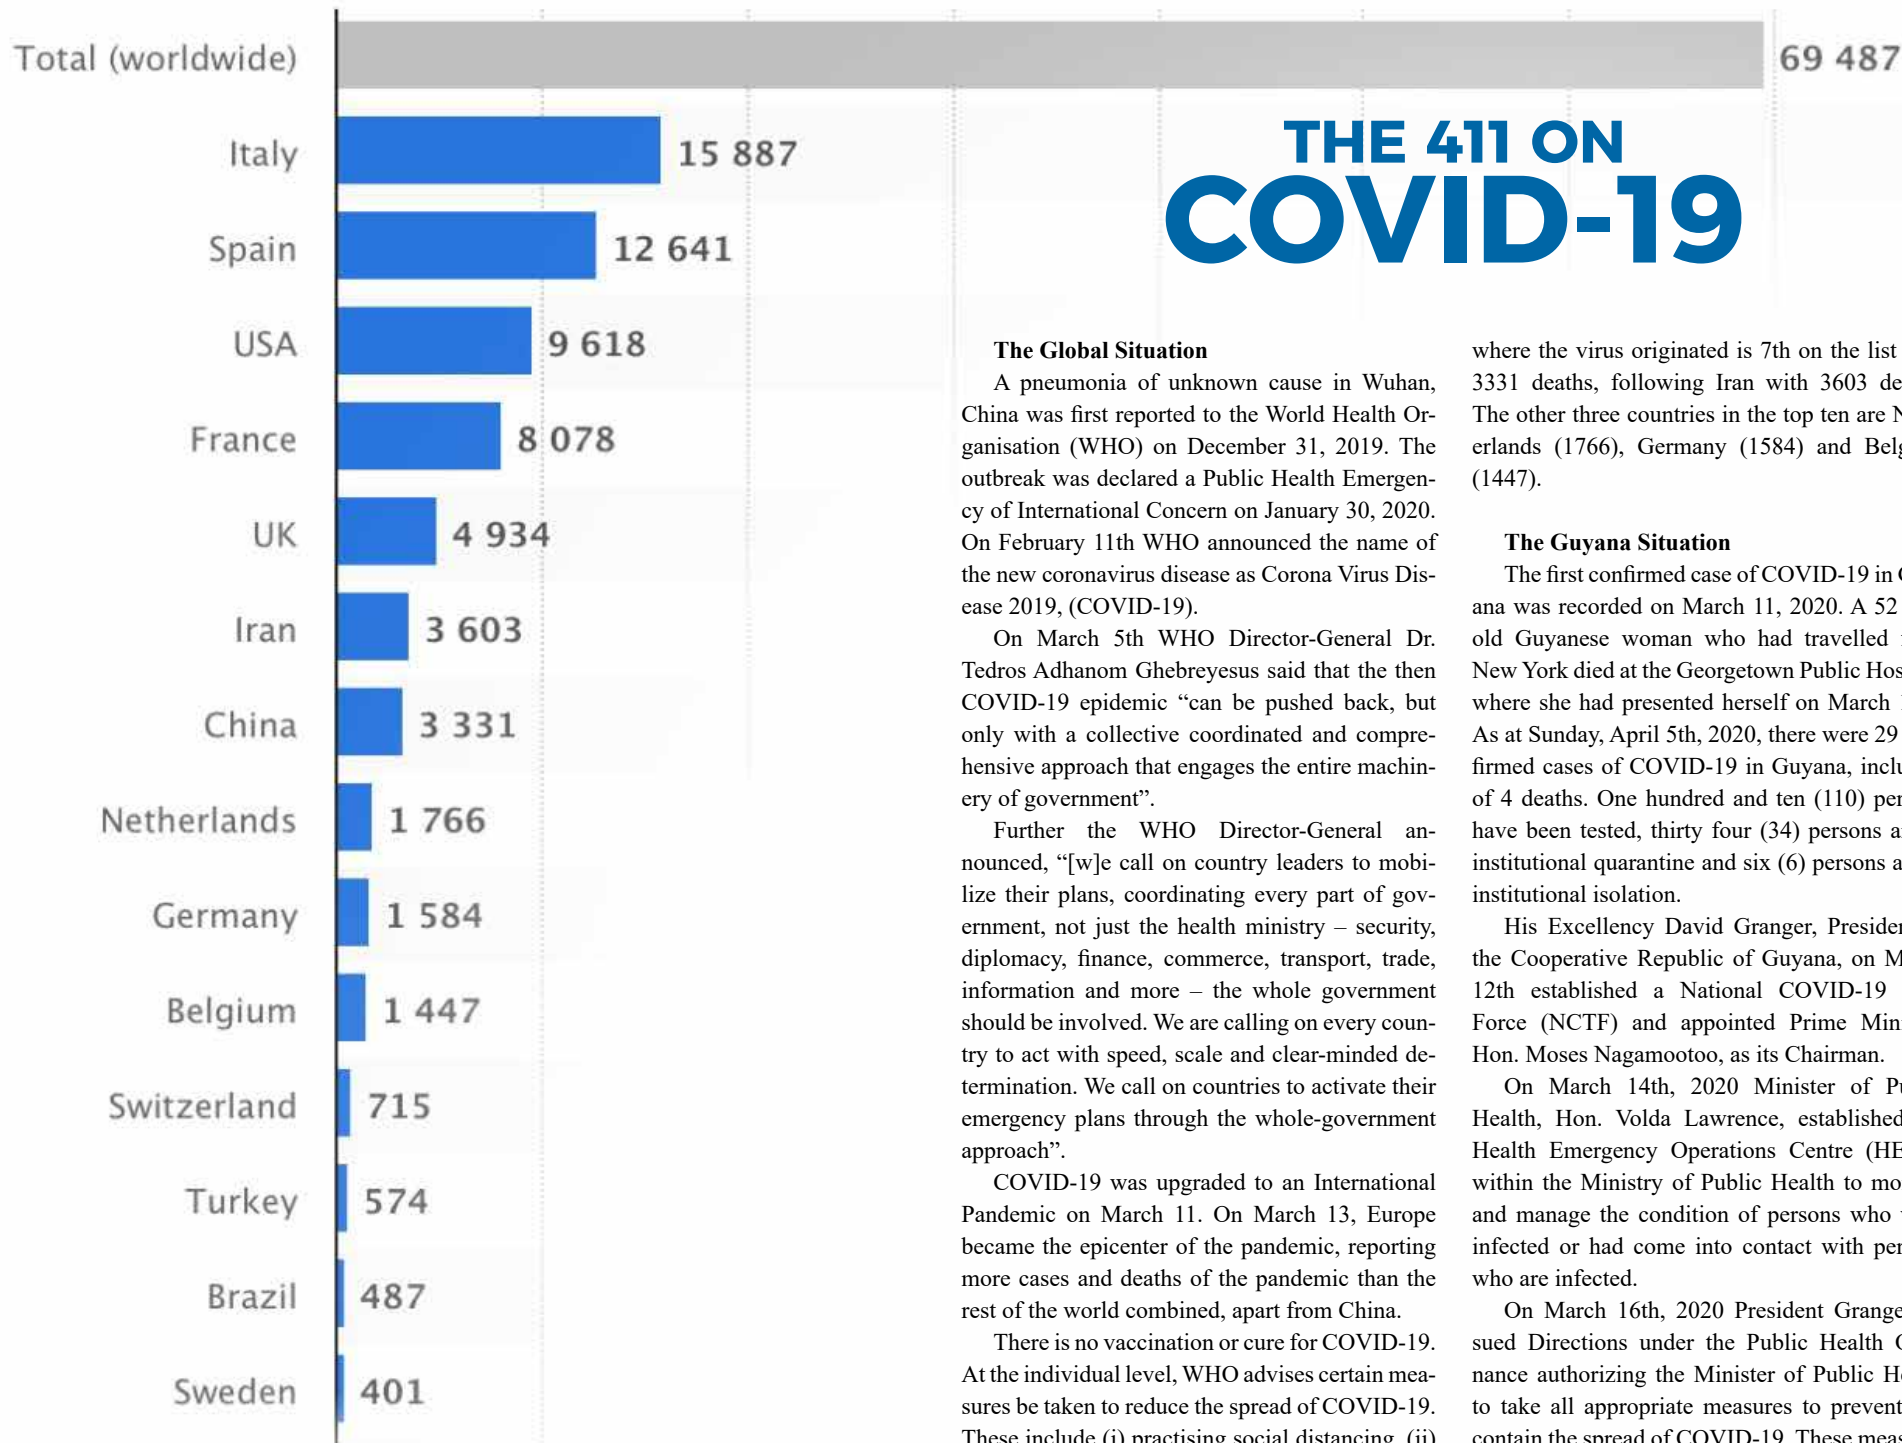 Total (worldwide) 69 487
Italy 15 887
Spain 12 641
USA 9 618
France 8 078
UK 4 934
Iran 3 603
China 3 331
Netherlands 1 766
Germany 1 584
Belgium 1 447
Switzerland 715
Turkey 574
Brazil 487
Sweden 401
THE 411 ON
COVID-19
The Global Situation
A pneumonia of unknown cause in Wuhan,
China was first reported to the World Health Or-
ganisation (WHO) on December 31, 2019. The
outbreak was declared a Public Health Emergen-
cy of International Concern on January 30, 2020.
On February 11th WHO announced the name of
the new coronavirus disease as Corona Virus Dis-
ease 2019, (COVID-19).
On March 5th WHO Director-General Dr.
Tedros Adhanom Ghebreyesus said that the then
COVID-19 epidemic “can be pushed back, but
only with a collective coordinated and compre-
hensive approach that engages the entire machin-
ery of government”.
Further the WHO Director-General an-
nounced, “[w]e call on country leaders to mobi-
lize their plans, coordinating every part of gov-
ernment, not just the health ministry – security,
diplomacy, finance, commerce, transport, trade,
information and more – the whole government
should be involved. We are calling on every coun-
try to act with speed, scale and clear-minded de-
termination. We call on countries to activate their
emergency plans through the whole-government
approach”.
COVID-19 was upgraded to an International
Pandemic on March 11. On March 13, Europe
became the epicenter of the pandemic, reporting
more cases and deaths of the pandemic than the
rest of the world combined, apart from China.
There is no vaccination or cure for COVID-19.
At the individual level, WHO advises certain mea-
sures be taken to reduce the spread of COVID-19.
These include (i) practising social distancing, (ii)
where the virus originated is 7th on the list
3331 deaths, following Iran with 3603
The other three countries in the top ten are
erlands (1766), Germany (1584) and
(1447).
The Guyana Situation
The first confirmed case of COVID-19 in
ana was recorded on March 11, 2020. A 52
old Guyanese woman who had travelled
New York died at the Georgetown Public
where she had presented herself on March
As at Sunday, April 5th, 2020, there were 29
firmed cases of COVID-19 in Guyana,
of 4 deaths. One hundred and ten (110)
have been tested, thirty four (34) persons
institutional quarantine and six (6) persons
institutional isolation.
His Excellency David Granger,
the Cooperative Republic of Guyana, on
12th established a National COVID-19
Force (NCTF) and appointed Prime
Hon. Moses Nagamootoo, as its Chairman.
On March 14th, 2020 Minister of
Health, Hon. Volda Lawrence, established
Health Emergency Operations Centre
within the Ministry of Public Health to
and manage the condition of persons who
infected or had come into contact with
who are infected.
On March 16th, 2020 President
sued Directions under the Public Health
nance authorizing the Minister of Public
to take all appropriate measures to prevent
contain the spread of COVID-19. These